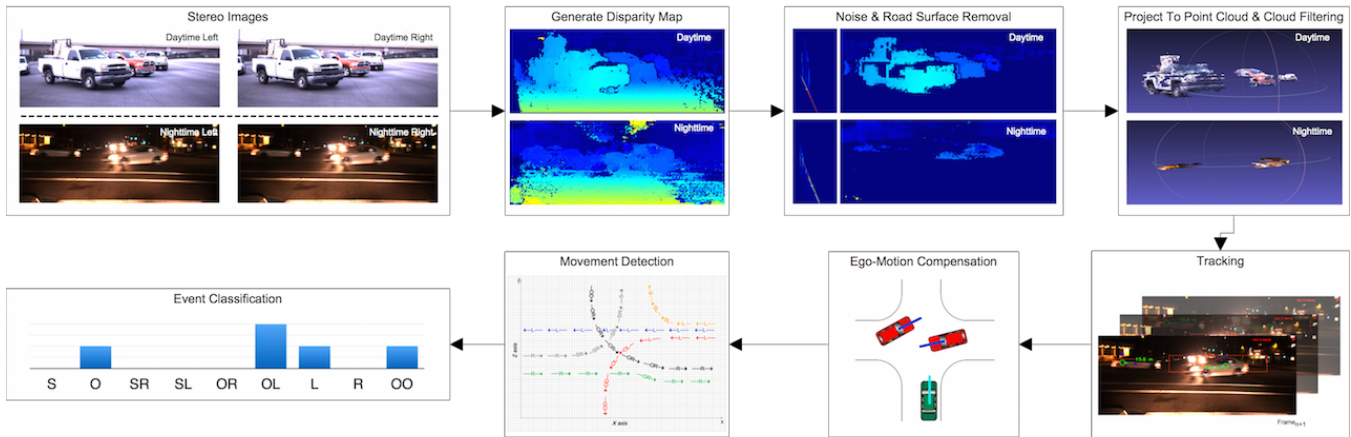 Stereo Images
Daytime Left
Daytime Right
Nighttime Left
Nighttime Right
Generate Disparity Map
Daytime
Nighttime
Noise & Road Surface Removal
Daytime
Nighttime
Project To Point Cloud & Cloud Filtering
Daytime
Nighttime
Event Classification
S O SR SL OR OL L R OO
Movement Detection
Z axis
X axis
Ego-Motion Compensation
Tracking
Frame n+1